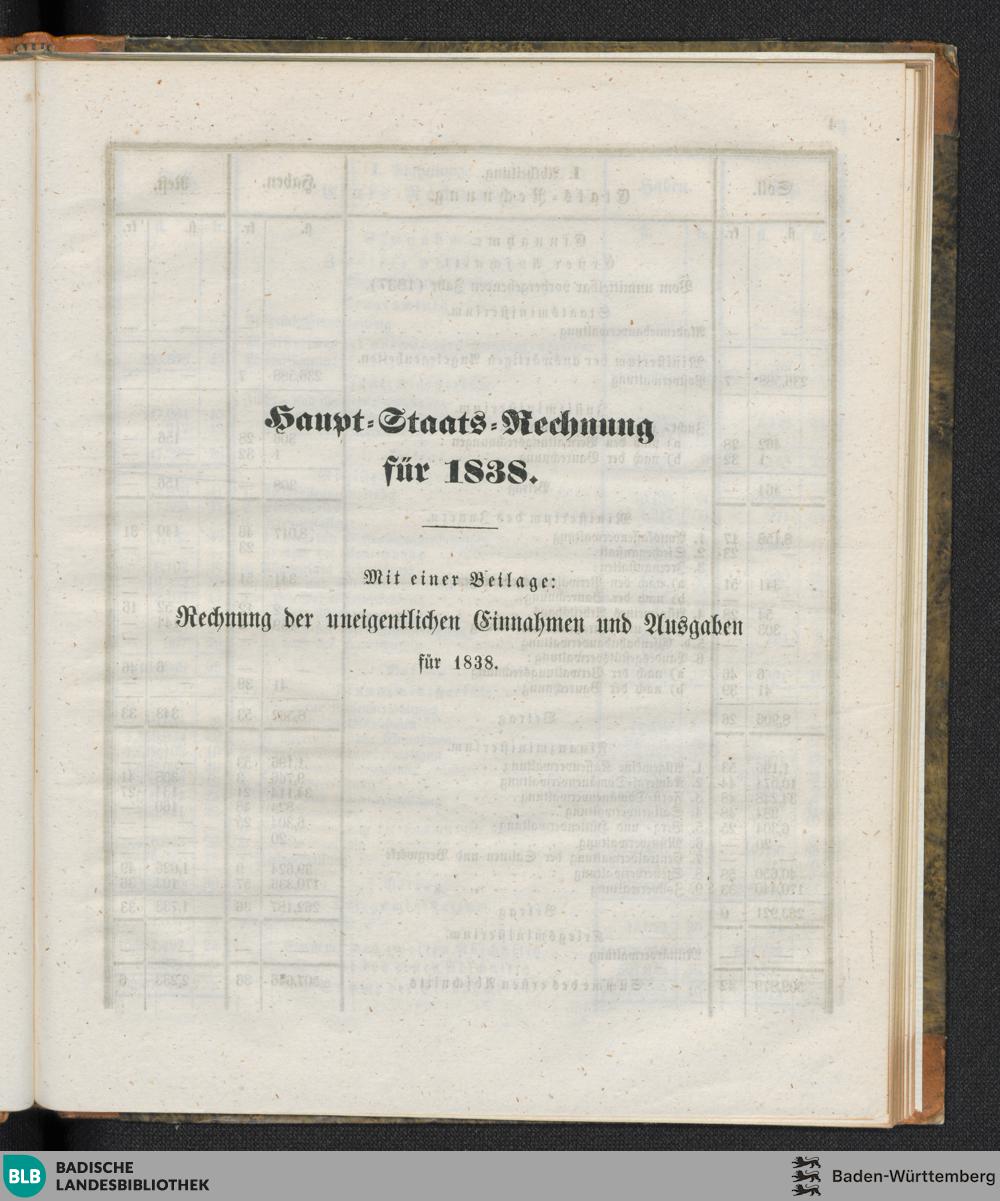 Haupt-Staats-Rechnung
für 1838.
Mit einer Beilage:
Rechnung der uneigentlichen Einnahmen und Ausgaben
für 1838.
BLB BADISCHE
LANDESBIBLIOTHEK
Baden-Württemberg